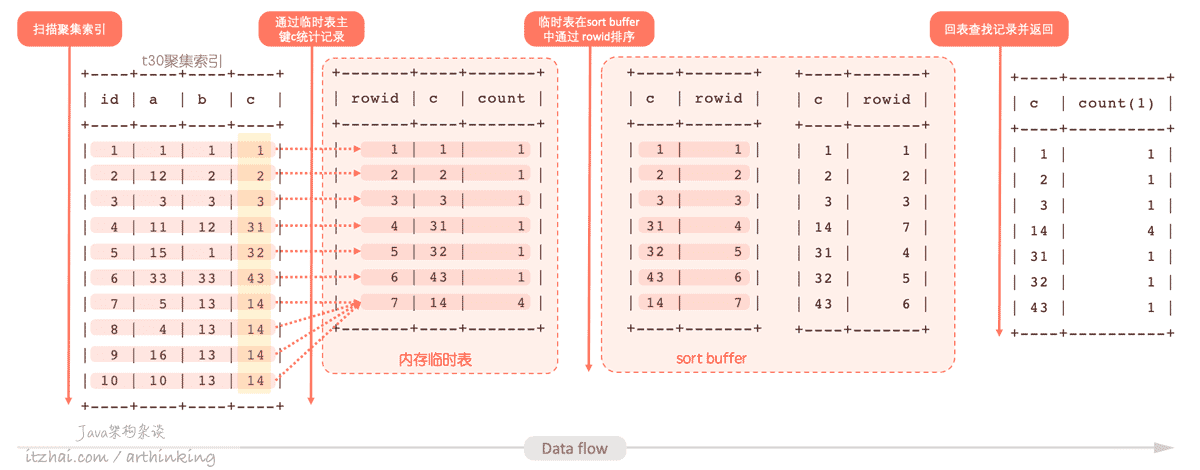 扫描聚集索引
通过临时表主
键c统计记录
临时表在sort buffer
中通过 rowid排序
回表查找记录并返回
t30聚集索引
+----+----+----+----+
| id | a | b | c |
+----+----+----+----+
| 1 | 1 | 1 | 1 |
| 2 | 12 | 2 | 2 |
| 3 | 3 | 3 | 3 |
| 4 | 11 | 12 | 31 |
| 5 | 15 | 1 | 32 |
| 6 | 33 | 33 | 43 |
| 7 | 5 | 13 | 14 |
| 8 | 4 | 13 | 14 |
| 9 | 16 | 13 | 14 |
| 10 | 10 | 13 | 14 |
+----+----+----+----+
+-------+----+-------+
| rowid | c | count |
+-------+----+-------+
| 1 | 1 | 1 |
| 2 | 2 | 1 |
| 3 | 3 | 1 |
| 4 | 31 | 1 |
| 5 | 32 | 1 |
| 6 | 43 | 1 |
| 7 | 14 | 4 |
+-------+----+-------+
内存临时表
+----+-------+
| c | rowid |
+----+-------+
| 1 | 1 |
| 2 | 2 |
| 3 | 3 |
| 31 | 4 |
| 32 | 5 |
| 43 | 6 |
| 14 | 7 |
+----+-------+
+----+-------+
| c | rowid |
+----+-------+
| 1 | 1 |
| 2 | 2 |
| 3 | 3 |
| 14 | 7 |
| 31 | 4 |
| 32 | 5 |
| 43 | 6 |
+----+-------+
sort buffer
+----+----------+
| c | count(1) |
+----+----------+
| 1 | 1 |
| 2 | 1 |
| 3 | 1 |
| 14 | 4 |
| 31 | 1 |
| 32 | 1 |
| 43 | 1 |
+----+----------+
Java架构杂谈
itzhai.com / arthinking
Data flow